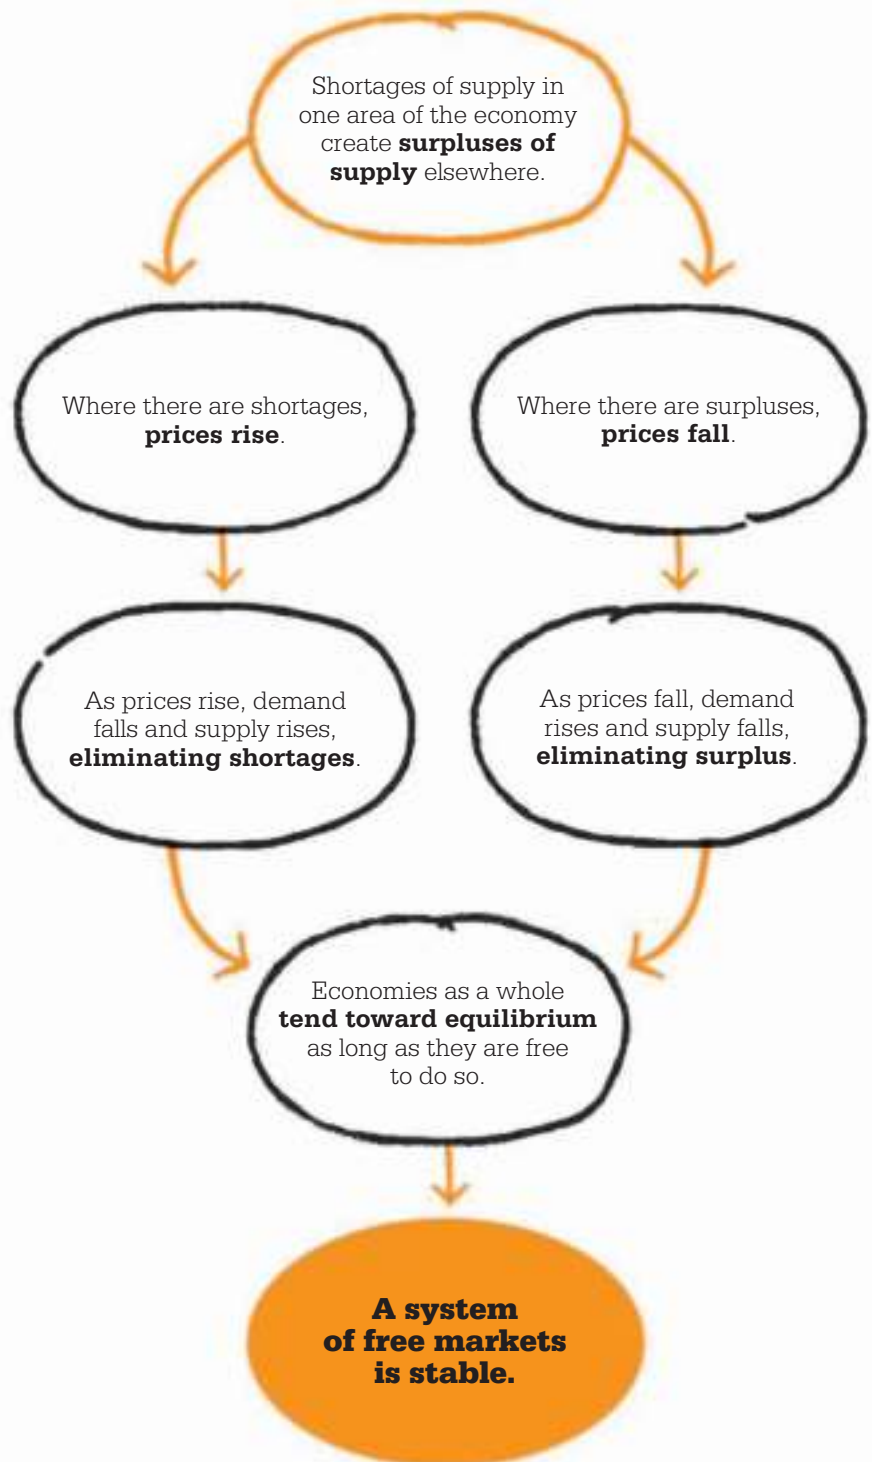 Shortages of supply in
one area of the economy
create surpluses of
supply elsewhere.
Where there are shortages,
prices rise.
Where there are surpluses,
prices fall.
As prices rise, demand
falls and supply rises,
eliminating shortages.
As prices fall, demand
rises and supply falls,
eliminating surplus.
Economies as a whole
tend toward equilibrium
as long as they are free
to do so.
A system
of free markets
is stable.